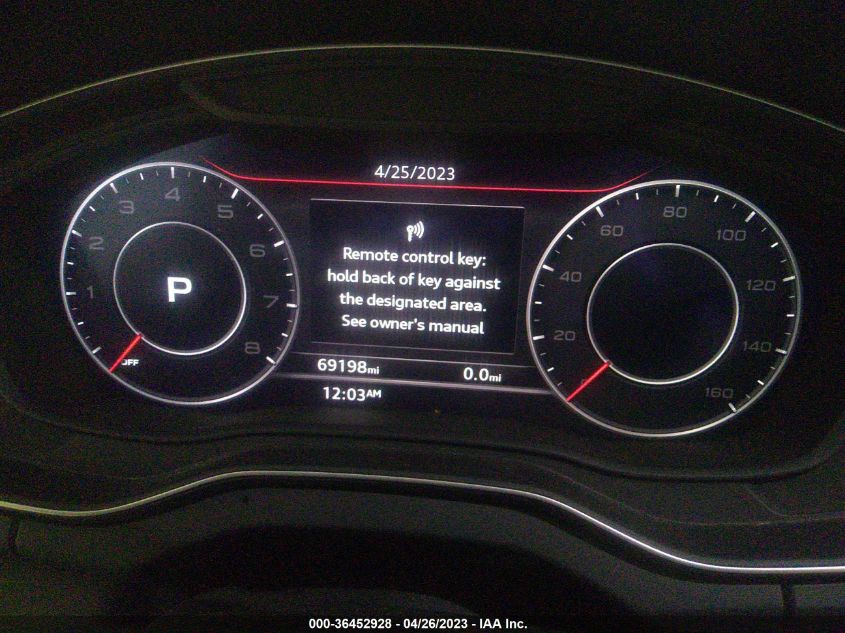 4/25/2023
1 2 3 4 5 6 7 8
P
OFF
Remote control key:
hold back of key against
the designated area.
See owner's manual
20 40 60 80 100 120 140 160
69198mi 0.0mi
12:03AM
000-36452928 - 04/26/2023 - IAA Inc.